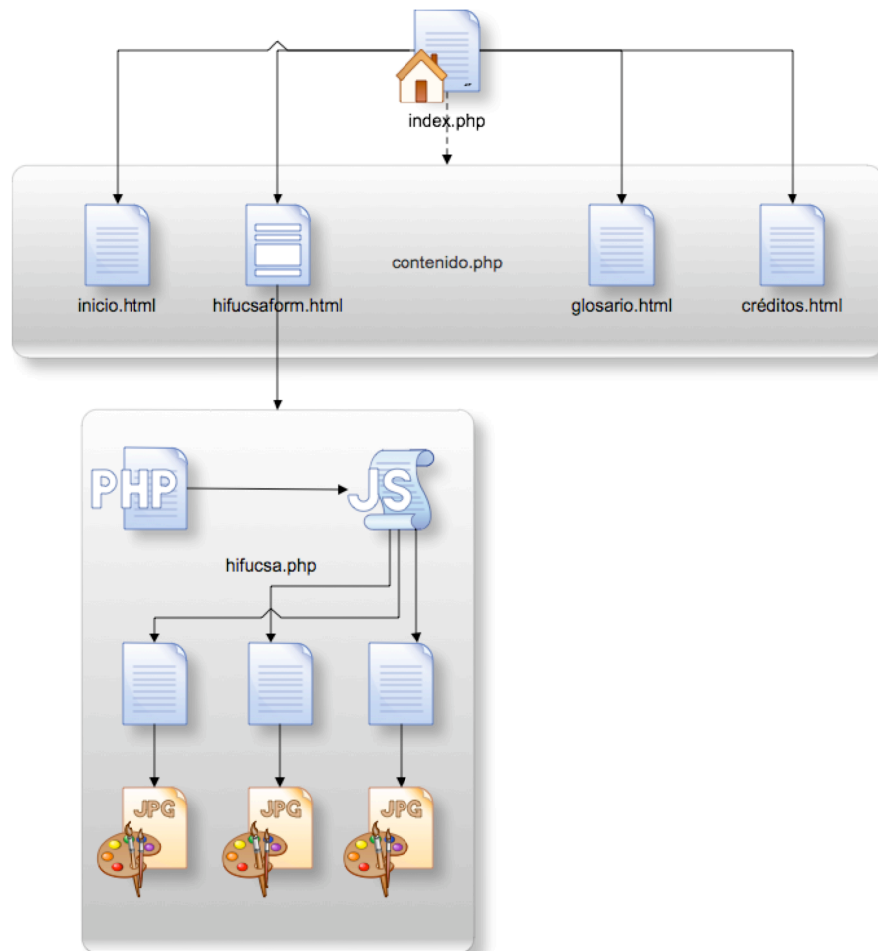 index.php
contenido.php
inicio.html
hifucsaform.html
glosario.html
créditos.html
PHP
JS
hifucsa.php
JPG
JPG
JPG